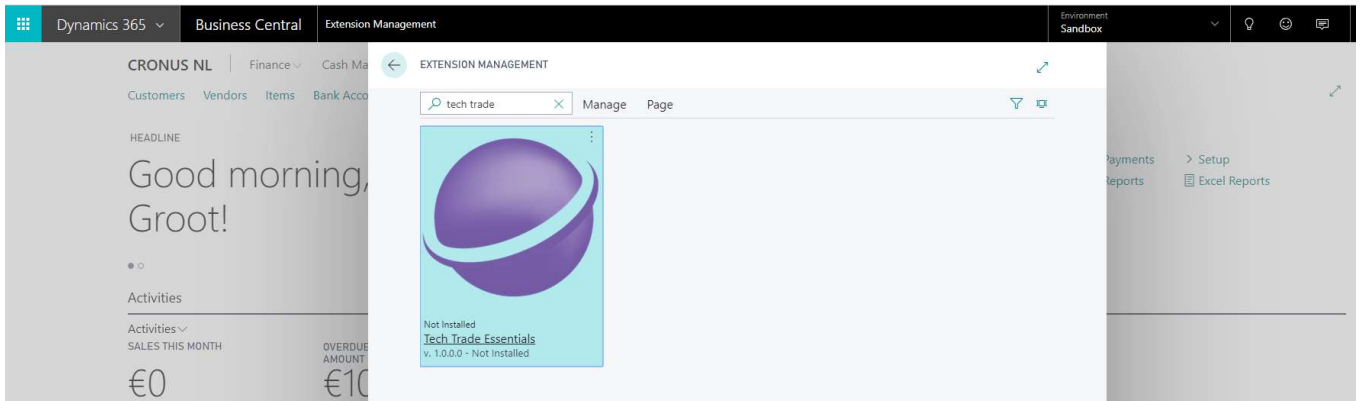 Dynamics 365 Business Central Extension Management Environment
Sandbox
CRONUS NL Finance Cash Ma
Customers Vendors Items Bank Acco
HEADLINE
Good morning,
Groot!
Activities
Activities
SALES THIS MONTH
€0
OVERDUE
AMOUNT
€10
EXTENSION MANAGEMENT
tech trade Manage Page
Not Installed
Tech Trade Essentials
v. 1.0.0.0 - Not Installed
Payments > Setup
Reports Excel Reports